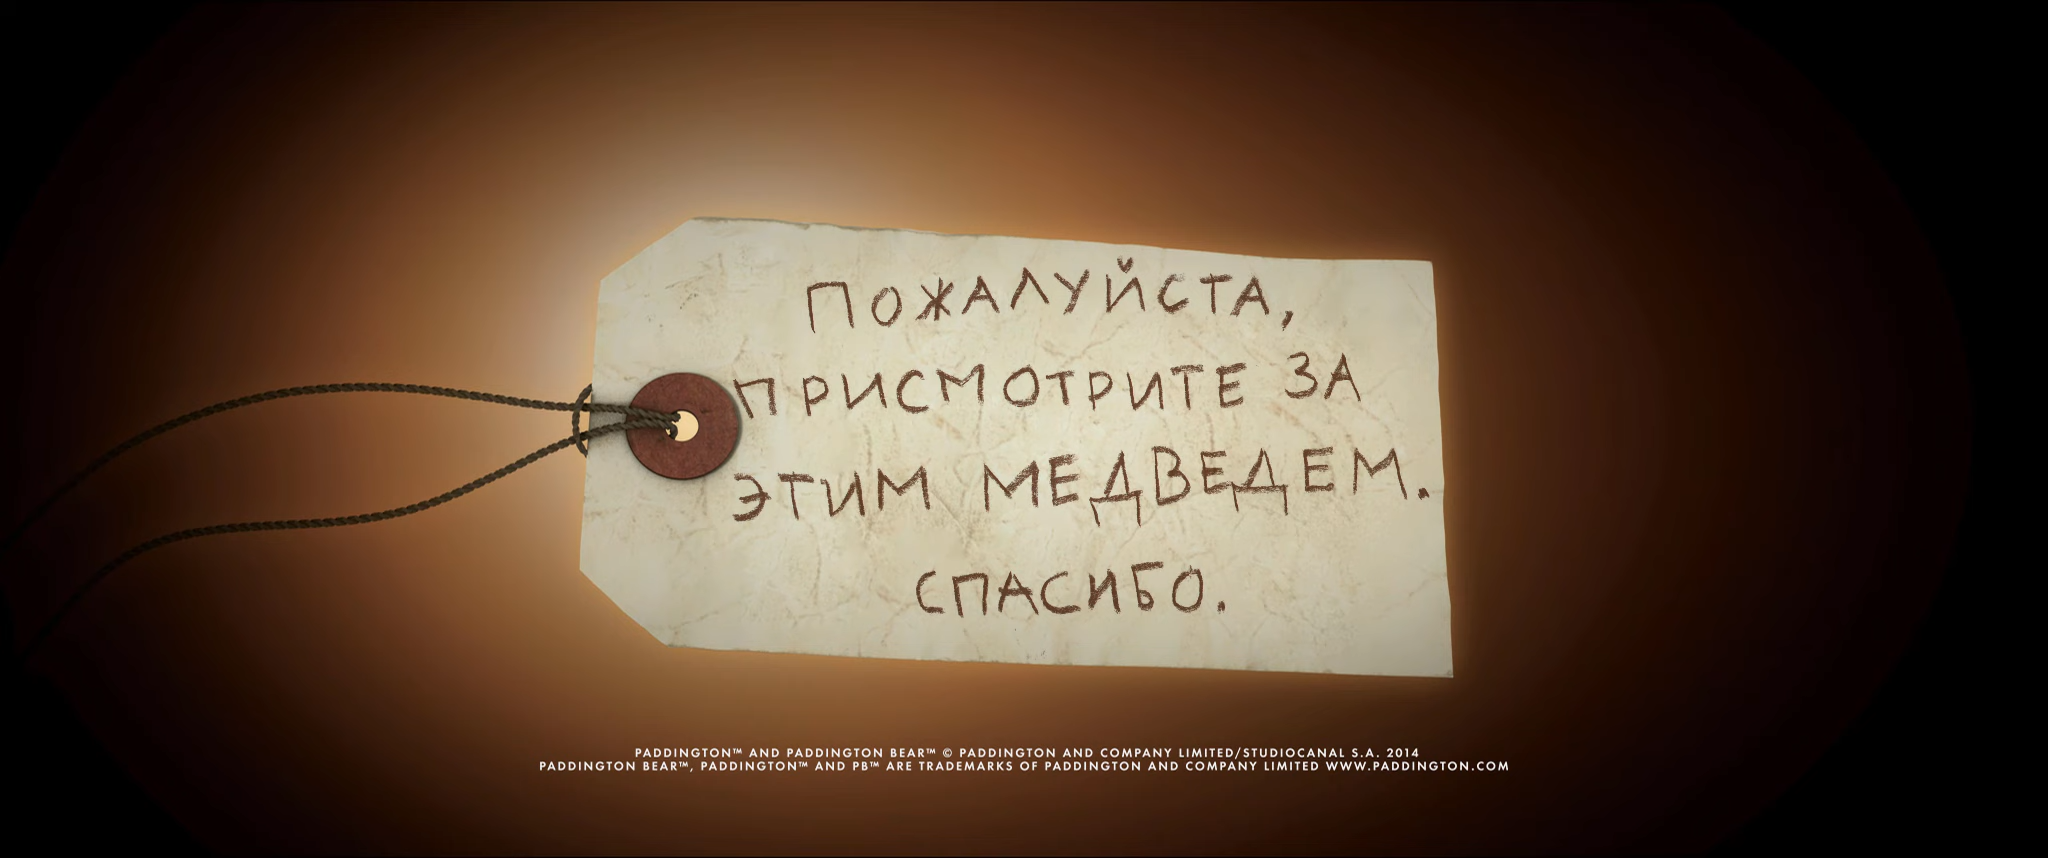 ПОЖАЛУЙСТА,
ПРИСМОТРИТЕ ЗА
ЭТИМ МЕДВЕДЕМ.
СПАСИБО.
PADDINGTON™ AND PADDINGTON BEAR™ © PADDINGTON AND COMPANY LIMITED/STUDIOCANAL S.A. 2014
PADDINGTON BEAR™, PADDINGTON™ AND PB™ ARE TRADEMARKS OF PADDINGTON AND COMPANY LIMITED WWW.PADDINGTON.COM